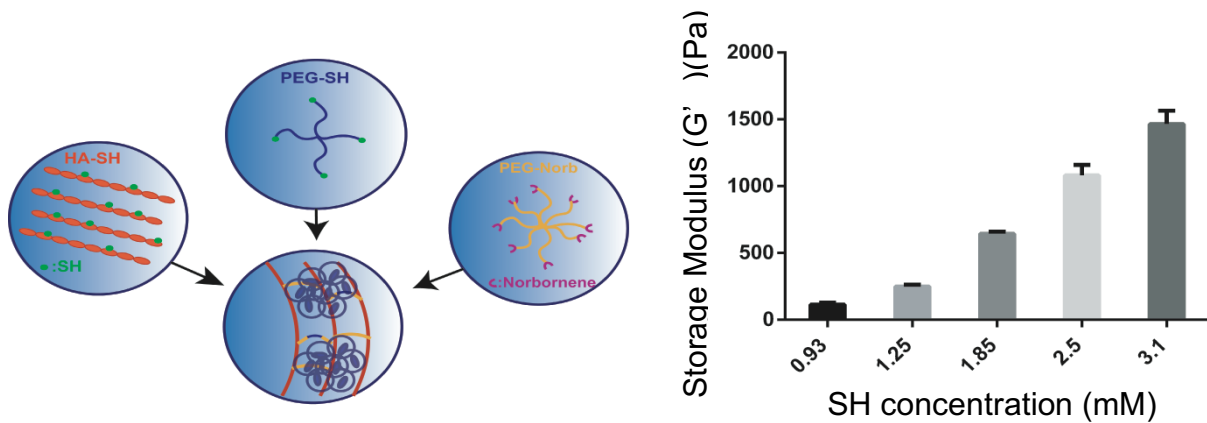 PEG-SH
HA-SH
:SH
PEG-Norb
:Norbornene
Storage Modulus (G’ )(Pa)
2000
1500
1000
500
0
0.93
1.25
1.85
2.5
3.1
SH concentration (mM)